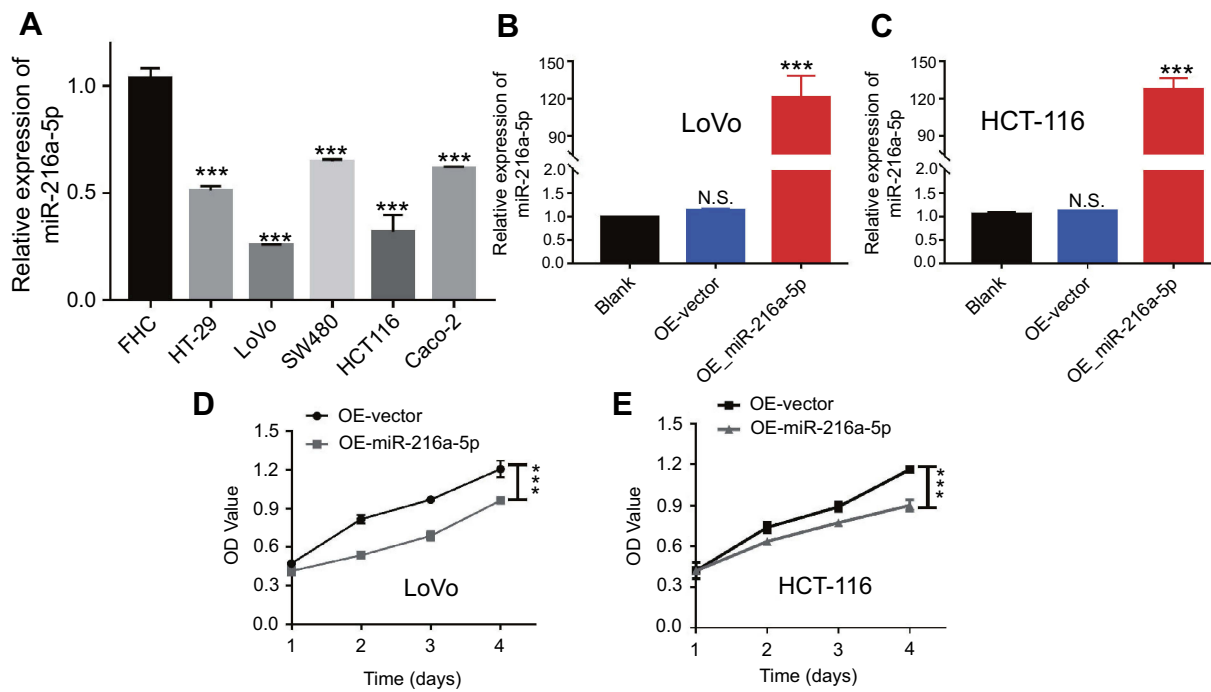 A
Relative expression of
miR-216a-5p
1.0
0.5
0.0
***
***
***
***
***
FHC
HT-29
LoVo
SW480
HCT116
Caco-2
B
Relative expression of
miR-216a-5p
150
120
90
2.0
1.5
1.0
0.5
0.0
LoVo
N.S.
***
Blank
OE-vector
OE_miR-216a-5p
C
Relative expression of
miR-216a-5p
150
120
90
2.0
1.5
1.0
0.5
0.0
HCT-116
N.S.
***
Blank
OE-vector
OE_miR-216a-5p
D
OE-vector
OE-miR-216a-5p
OD Value
1.5
1.2
0.9
0.6
0.3
0.0
***
LoVo
1 2 3 4
Time (days)
E
OE-vector
OE-miR-216a-5p
OD Value
1.5
1.2
0.9
0.6
0.3
0.0
***
HCT-116
1 2 3 4
Time (days)